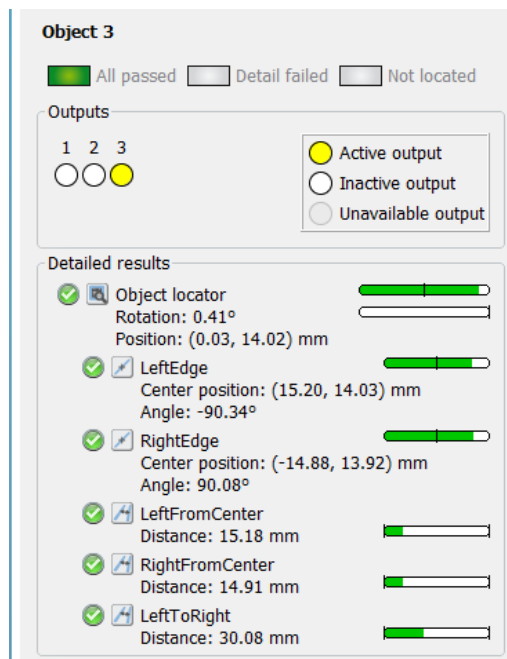 Object 3
All passed Detail failed Not located
Outputs
1 2 3
Active output
Inactive output
Unavailable output
Detailed results
Object locator
Rotation: 0.41º
Position: (0.03, 14.02) mm
LeftEdge
Center position: (15.20, 14.03) mm
Angle: -90.34º
RightEdge
Center position: (-14.88, 13.92) mm
Angle: 90.08º
LeftFromCenter
Distance: 15.18 mm
RightFromCenter
Distance: 14.91 mm
LeftToRight
Distance: 30.08 mm